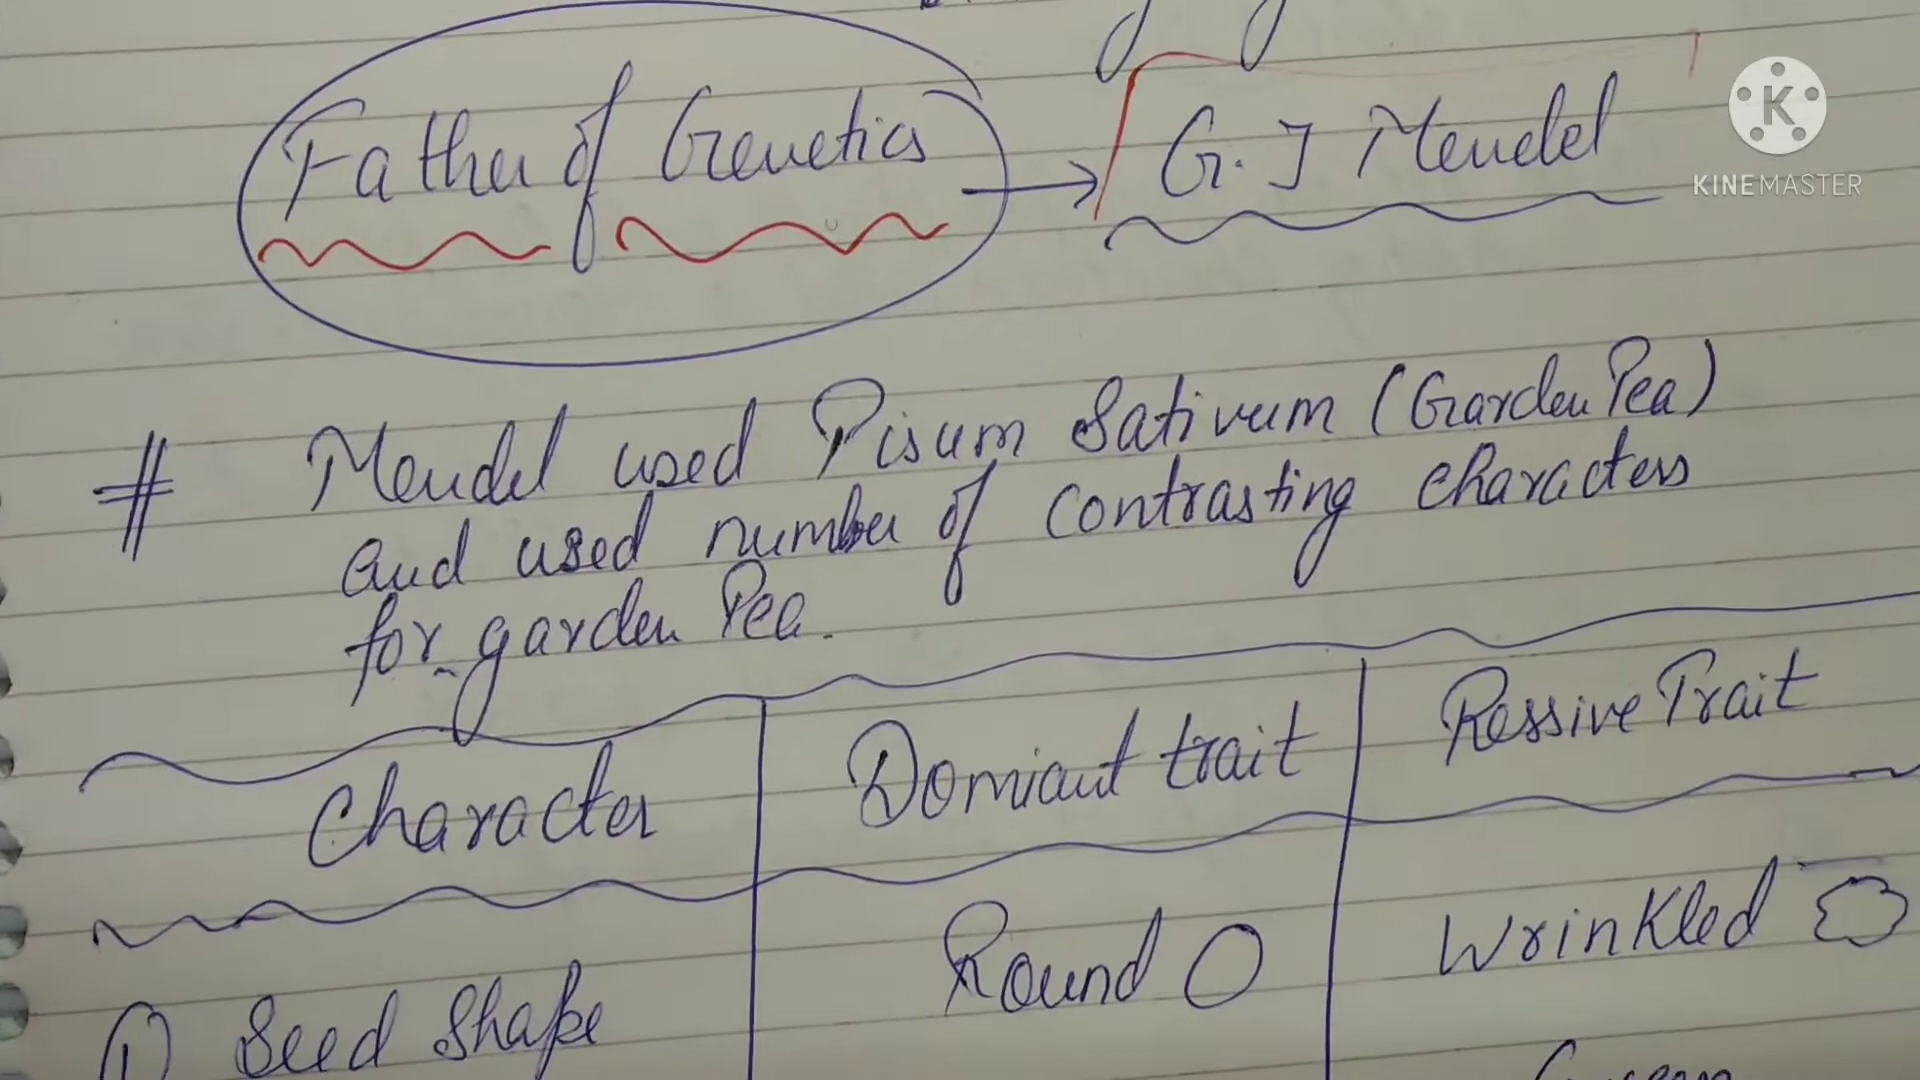 Father of Genetics → G. J Mendel
K
KINEMASTER
# Mendel used Pisum Sativum (Garden Pea)
and used number of contrasting characters
for garden Pea.
Character Domiant trait Ressive Trait
① Seed Shape Round Wrinkled